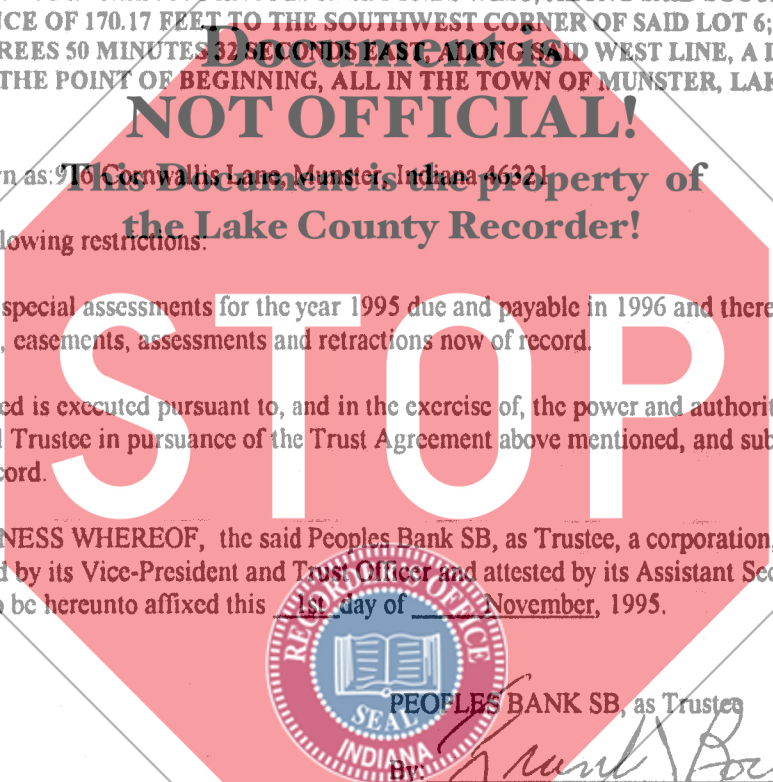 NCE OF 170.17 FEET TO THE SOUTHWEST CORNER OF SAID LOT 6;
REES 50 MINUTES 32 SECONDS EAST, ALONG SAID WEST LINE, A
Document is
THE POINT OF BEGINNING, ALL IN THE TOWN OF MUNSTER, LAK
NOT OFFICIAL!
n as: 916 Cornwallis Lane, Munster, Indiana 46321
This Document is the property of
the Lake County Recorder!
lowing restrictions:
special assessments for the year 1995 due and payable in 1996 and there
, easements, assessments and retractions now of record.
STOP
ed is executed pursuant to, and in the exercise of, the power and authorit
Trustee in pursuance of the Trust Agreement above mentioned, and sub
cord.
NESS WHEREOF, the said Peoples Bank SB, as Trustee, a corporation,
d by its Vice-President and Trust Officer and attested by its Assistant Sec
o be hereunto affixed this 1st day of November, 1995.
RECORDER'S OFFICE
SEAL
INDIANA
PEOPLES BANK SB, as Trustee
By: